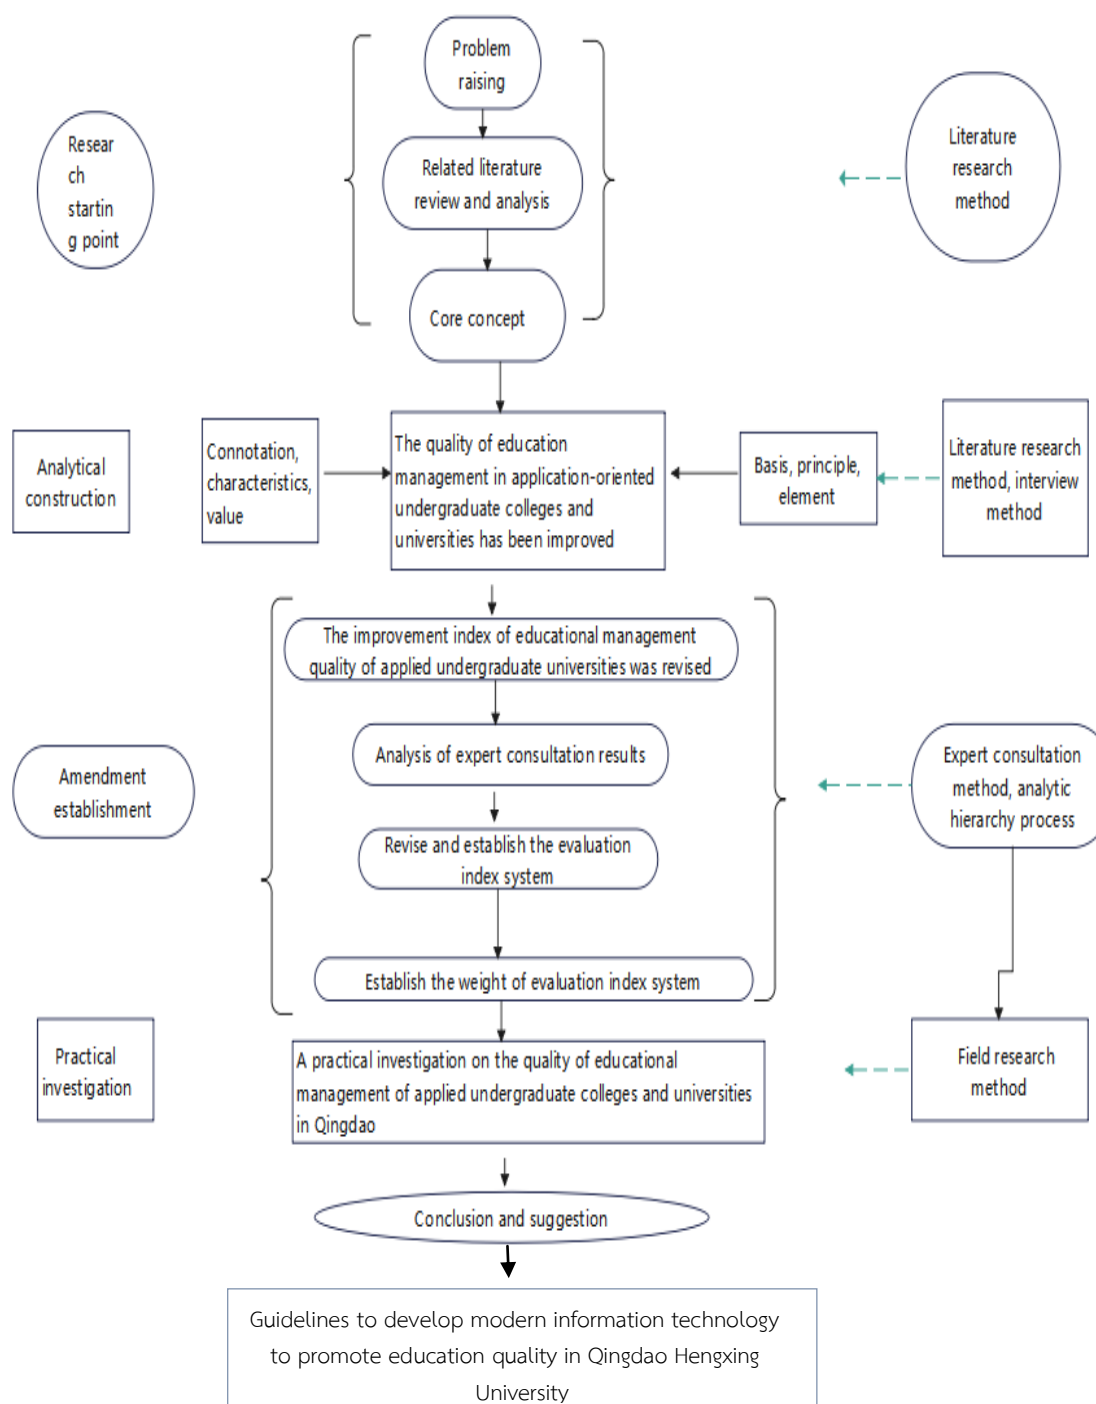 Problem
raising
Resear
ch
startin
g point
Related literature
review and analysis
Literature
research
method
Core concept
Analytical
construction
Connotation,
characteristics,
value
The quality of education
management in application-oriented
undergraduate colleges and
universities has been improved
Basis, principle,
element
Literature research
method, interview
method
The improvement index of educational management
quality of applied undergraduate universities was revised
Analysis of expert consultation results
Amendment
establishment
Expert consultation
method, analytic
hierarchy process
Revise and establish the evaluation
index system
Establish the weight of evaluation index system
Practical
investigation
A practical investigation on the quality of educational
management of applied undergraduate colleges and universities
in Qingdao
Field research
method
Conclusion and suggestion
Guidelines to develop modern information technology
to promote education quality in Qingdao Hengxing
University